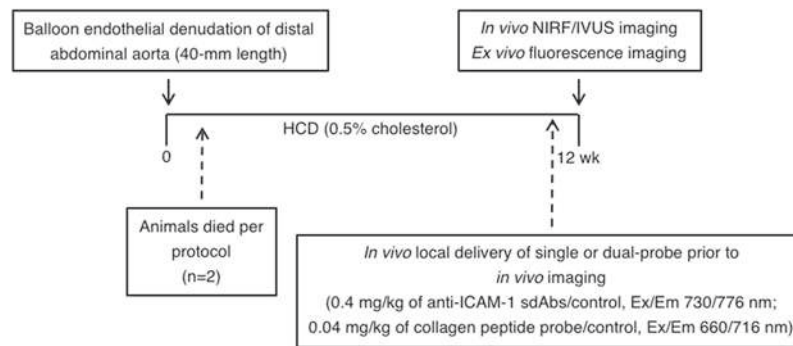 Balloon endothelial denudation of distal
abdominal aorta (40-mm length)
In vivo NIRF/IVUS imaging
Ex vivo fluorescence imaging
HCD (0.5% cholesterol)
0
12 wk
Animals died per
protocol
(n=2)
In vivo local delivery of single or dual-probe prior to
in vivo imaging
(0.4 mg/kg of anti-ICAM-1 sdAbs/control, Ex/Em 730/776 nm;
0.04 mg/kg of collagen peptide probe/control, Ex/Em 660/716 nm)